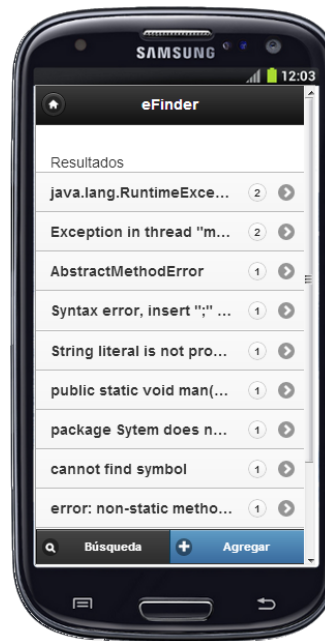 SAMSUNG
12:03
eFinder
Resultados
java.lang.RuntimeExce... 2
Exception in thread "m... 2
AbstractMethodError 1
Syntax error, insert ";" ... 1
String literal is not pro... 1
public static void man(... 1
package Sytem does n... 1
cannot find symbol 1
error: non-static metho... 1
Búsqueda Agregar